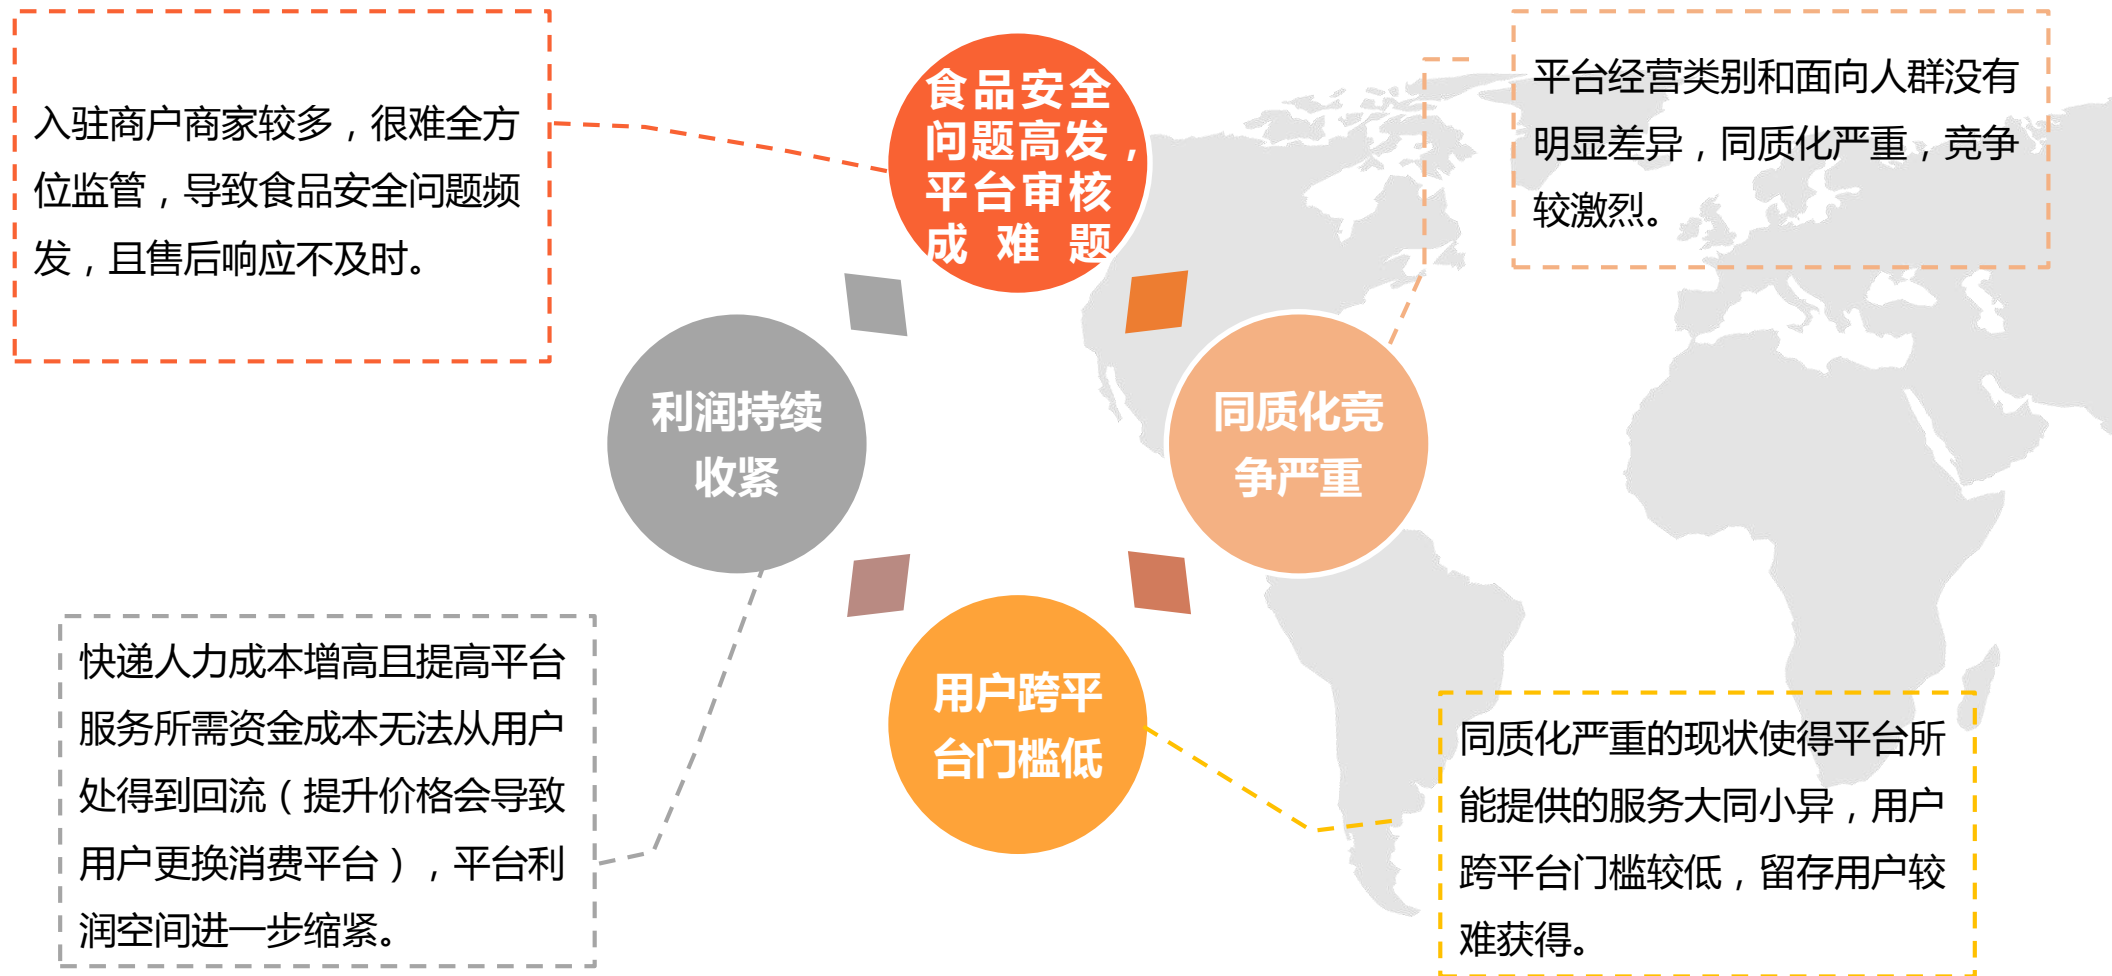 入驻商户商家较多，很难全方
位监管，导致食品安全问题频
发，且售后响应不及时。
食品安全
问题高发，
平台审核
成难题
平台经营类别和面向人群没有
明显差异，同质化严重，竞争
较激烈。
利润持续
收紧
同质化竞
争严重
用户跨平
台门槛低
快递人力成本增高且提高平台
服务所需资金成本无法从用户
处得到回流（提升价格会导致
用户更换消费平台），平台利
润空间进一步缩紧。
同质化严重的现状使得平台所
能提供的服务大同小异，用户
跨平台门槛较低，留存用户较
难获得。